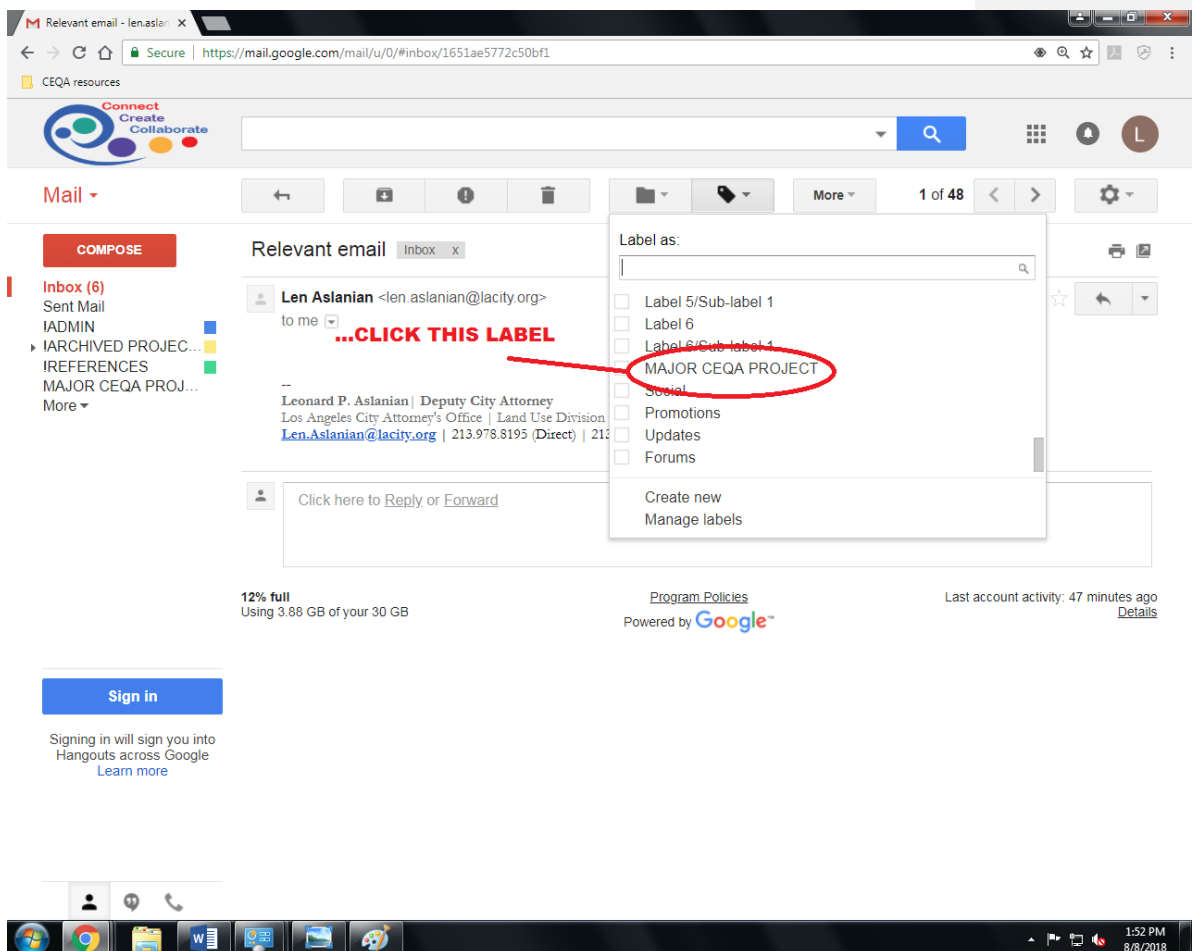 Relevant email - len.aslan
Secure | https://mail.google.com/mail/u/0/#inbox/1651ae5772c50bf1
CEQA resources
Connect
Create
Collaborate
L
Mail
More
1 of 48
COMPOSE
Inbox (6)
Sent Mail
!ADMIN
!ARCHIVED PROJEC...
!REFERENCES
MAJOR CEQA PROJ...
More
Relevant email Inbox x
Len Aslanian <len.aslanian@lacity.org>
to me
...CLICK THIS LABEL
--
Leonard P. Aslanian | Deputy City Attorney
Los Angeles City Attorney's Office | Land Use Division
Len.Aslanian@lacity.org | 213.978.8195 (Direct) | 213
Label as:
Label 5/Sub-label 1
Label 6
Label 6/Sub-label 1
MAJOR CEQA PROJECT
Social
Promotions
Updates
Forums
Create new
Manage labels
Click here to Reply or Forward
12% full
Using 3.88 GB of your 30 GB
Program Policies
Powered by Google™
Last account activity: 47 minutes ago
Details
Sign in
Signing in will sign you into
Hangouts across Google
Learn more
1:52 PM
8/8/2018